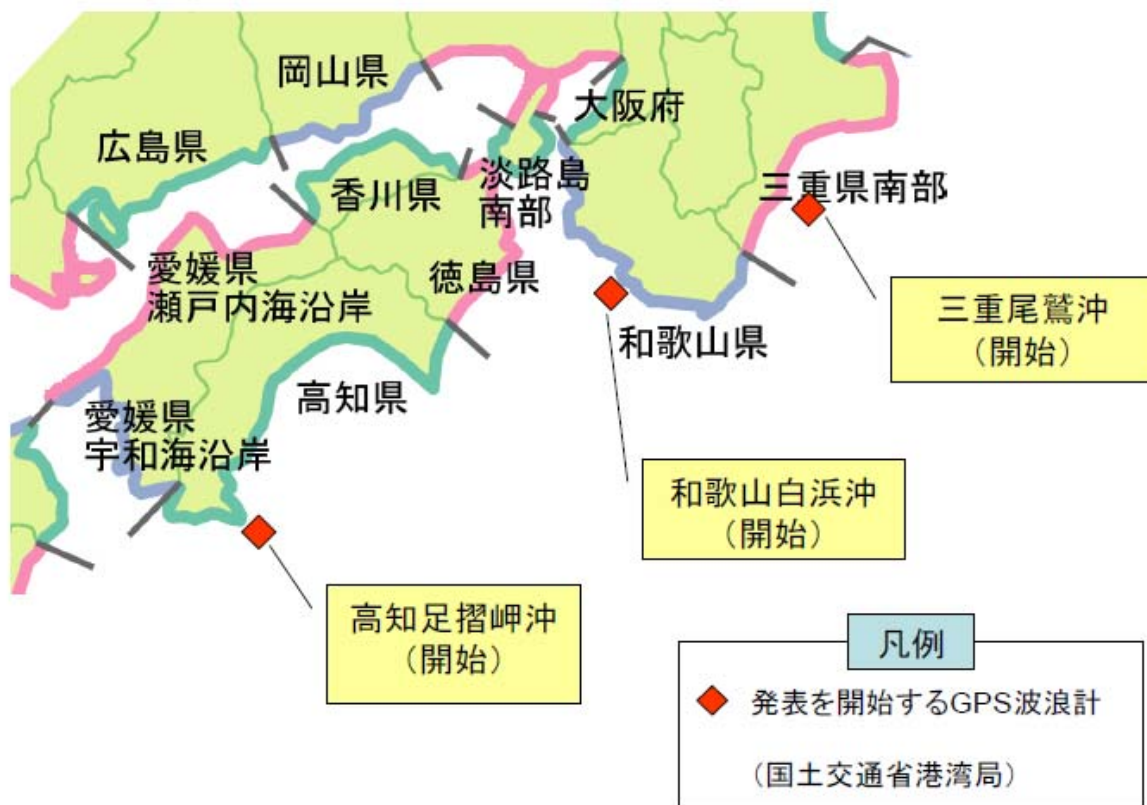 岡山県
広島県
大阪府
香川県
淡路島
南部
三重県南部
愛媛県
瀬戸内海沿岸
徳島県
三重尾鷲沖
（開始）
和歌山県
高知県
愛媛県
宇和海沿岸
和歌山白浜沖
（開始）
高知足摺岬沖
（開始）
凡例
発表を開始するGPS波浪計
（国土交通省港湾局）